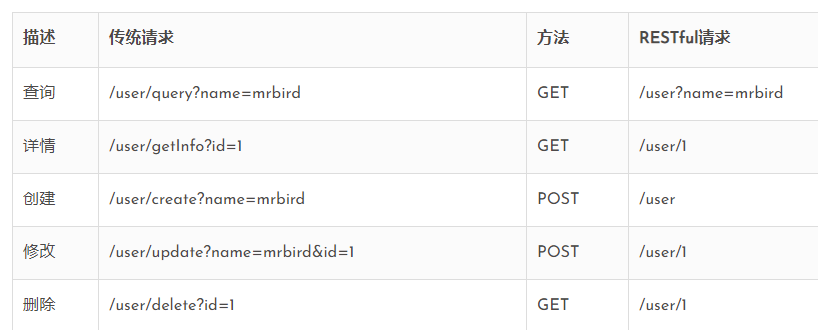 描述 传统请求 方法 RESTful请求
查询 /user/query?name=mrbird GET /user?name=mrbird
详情 /user/getInfo?id=1 GET /user/1
创建 /user/create?name=mrbird POST /user
修改 /user/update?name=mrbird&id=1 POST /user/1
删除 /user/delete?id=1 GET /user/1